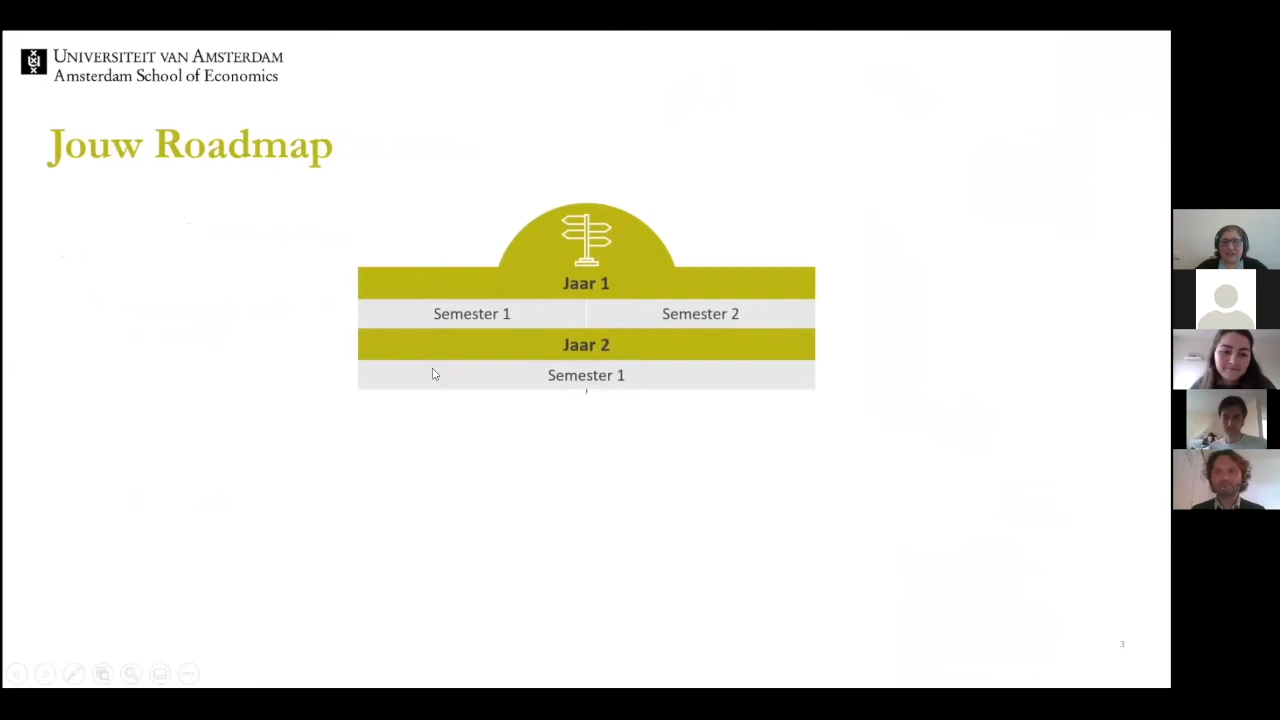 UNIVERSITEIT VAN AMSTERDAM
Amsterdam School of Economics
Jouw Roadmap
Jaar 1
Semester 1
Semester 2
Jaar 2
Semester 1
3